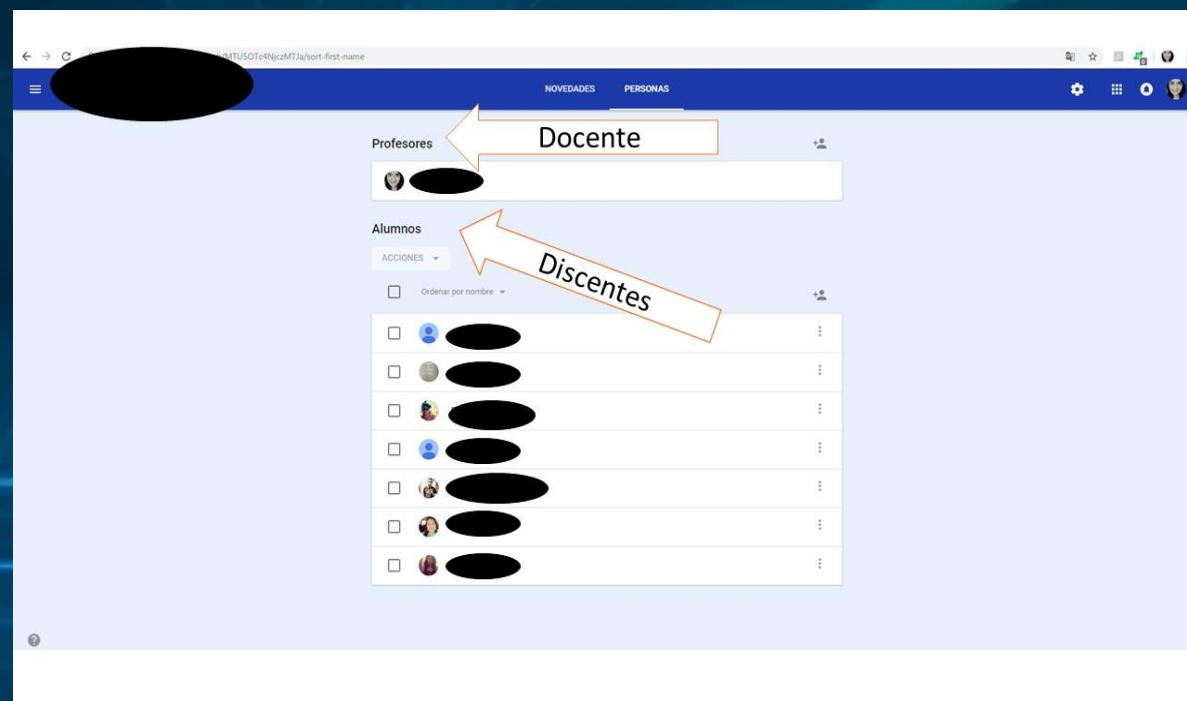 MTU5OTc4NjczMTJa/sort-first-name
NOVEDADES PERSONAS
Profesores
Docente
Alumnos
Discentes
ACCIONES
Ordenar por nombre